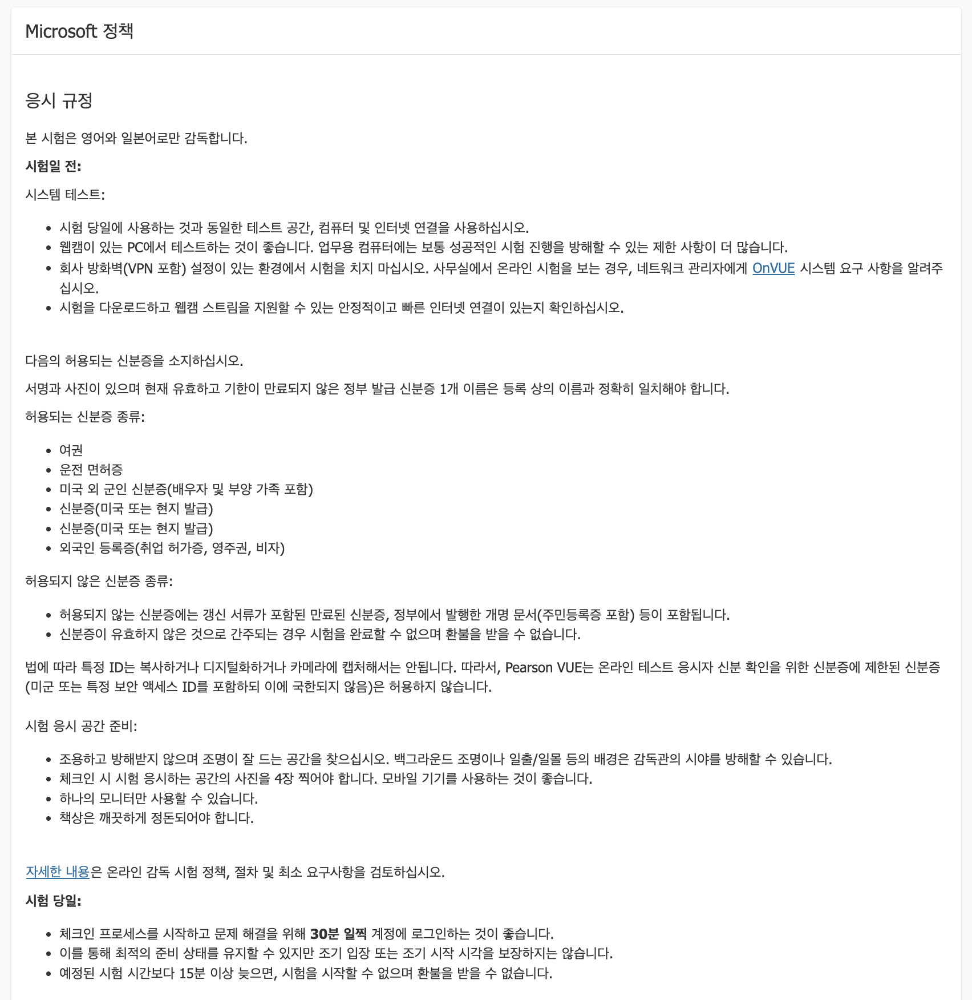 Microsoft 정책
응시 규정
본 시험은 영어와 일본어로만 감독합니다.
시험일 전:
시스템 테스트:
• 시험 당일에 사용하는 것과 동일한 테스트 공간, 컴퓨터 및 인터넷 연결을 사용하십시오.
• 웹캠이 있는 PC에서 테스트하는 것이 좋습니다. 업무용 컴퓨터에는 보통 성공적인 시험 진행을 방해할 수 있는 제한 사항이 더 많습니다.
• 회사 방화벽(VPN 포함) 설정이 있는 환경에서 시험을 치지 마십시오. 사무실에서 온라인 시험을 보는 경우, 네트워크 관리자에게 OnVUE 시스템 요구 사항을 알려주
십시오.
• 시험을 다운로드하고 웹캠 스트림을 지원할 수 있는 안정적이고 빠른 인터넷 연결이 있는지 확인하십시오.
다음의 허용되는 신분증을 소지하십시오.
서명과 사진이 있으며 현재 유효하고 기한이 만료되지 않은 정부 발급 신분증 1개 이름은 등록 상의 이름과 정확히 일치해야 합니다.
허용되는 신분증 종류:
• 여권
• 운전 면허증
• 미국 외 군인 신분증(배우자 및 부양 가족 포함)
• 신분증(미국 또는 현지 발급)
• 신분증(미국 또는 현지 발급)
• 외국인 등록증(취업 허가증, 영주권, 비자)
허용되지 않은 신분증 종류:
• 허용되지 않는 신분증에는 갱신 서류가 포함된 만료된 신분증, 정부에서 발행한 개명 문서(주민등록증 포함) 등이 포함됩니다.
• 신분증이 유효하지 않은 것으로 간주되는 경우 시험을 완료할 수 없으며 환불을 받을 수 없습니다.
법에 따라 특정 ID는 복사하거나 디지털화하거나 카메라에 캡처해서는 안됩니다. 따라서, Pearson VUE는 온라인 테스트 응시자 신분 확인을 위한 신분증에 제한된 신분증
(미군 또는 특정 보안 액세스 ID를 포함하되 이에 국한되지 않음)은 허용하지 않습니다.
시험 응시 공간 준비:
• 조용하고 방해받지 않으며 조명이 잘 드는 공간을 찾으십시오. 백그라운드 조명이나 일출/일몰 등의 배경은 감독관의 시야를 방해할 수 있습니다.
• 체크인 시 시험 응시하는 공간의 사진을 4장 찍어야 합니다. 모바일 기기를 사용하는 것이 좋습니다.
• 하나의 모니터만 사용할 수 있습니다.
• 책상은 깨끗하게 정돈되어야 합니다.
자세한 내용은 온라인 감독 시험 정책, 절차 및 최소 요구사항을 검토하십시오.
시험 당일:
• 체크인 프로세스를 시작하고 문제 해결을 위해 30분 일찍 계정에 로그인하는 것이 좋습니다.
• 이를 통해 최적의 준비 상태를 유지할 수 있지만 조기 입장 또는 조기 시작 시각을 보장하지는 않습니다.
• 예정된 시험 시간보다 15분 이상 늦으면, 시험을 시작할 수 없으며 환불을 받을 수 없습니다.